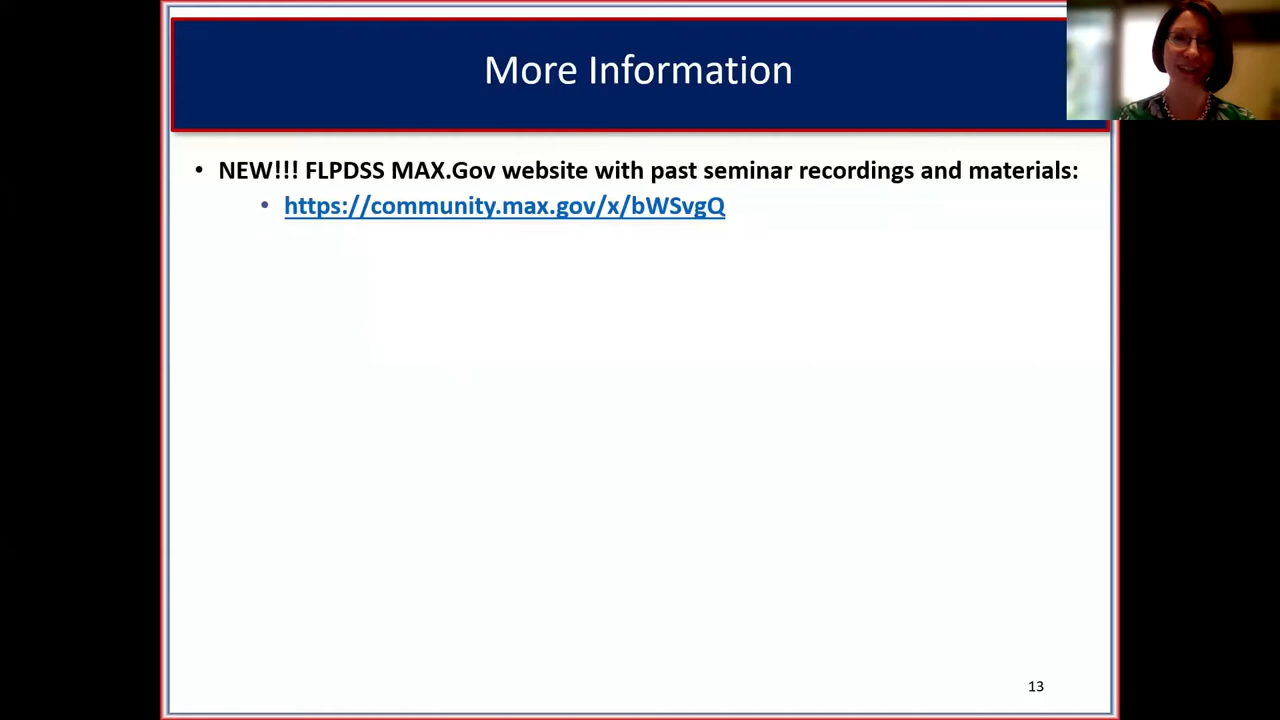 More Information
• NEW!!! FLPDSS MAX.Gov website with past seminar recordings and materials:
• https://community.max.gov/x/bWSvgQ
13